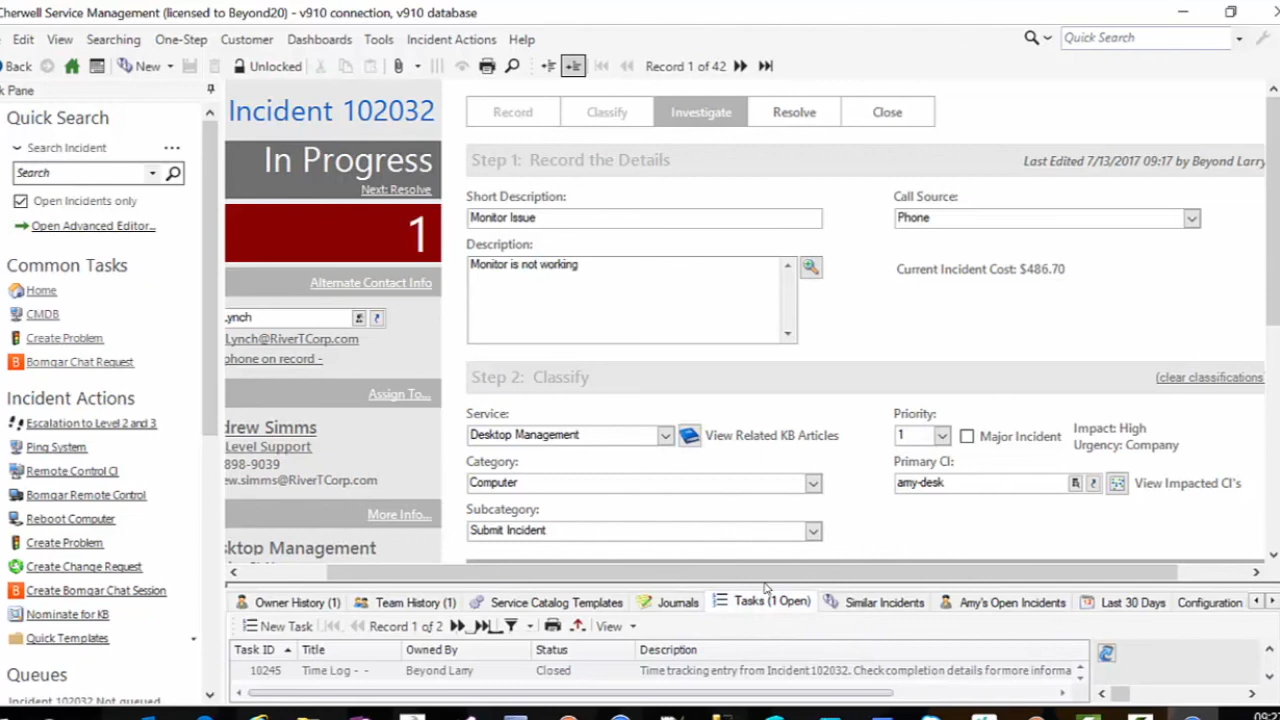 Cherwell Service Management (licensed to Beyond20) - v910 connection, v910 database
Edit View Searching One-Step Customer Dashboards Tools Incident Actions Help
Quick Search
Back New Unlocked Record 1 of 42
k Pane
Quick Search
Search Incident
Search
Open Incidents only
Open Advanced Editor...
Common Tasks
Home
CMDB
Create Problem
Bomgar Chat Request
Incident Actions
Escalation to Level 2 and 3
Ping System
Remote Control CI
Bomgar Remote Control
Reboot Computer
Create Problem
Create Change Request
Create Bomgar Chat Session
Nominate for KB
Quick Templates
Queues
Incident 102032 Not queued
Incident 102032
In Progress
Next: Resolve
1
Alternate Contact Info
Lynch
Lynch@RiverTCorp.com
phone on record -
Assign To...
drew Simms
Level Support
898-9039
ew.simms@RiverTCorp.com
More Info...
sktop Management
Record Classify Investigate Resolve Close
Step 1: Record the Details
Last Edited 7/13/2017 09:17 by Beyond Larry
Short Description:
Monitor Issue
Call Source:
Phone
Description:
Monitor is not working
Current Incident Cost: $486.70
Step 2: Classify
(clear classifications
Service:
Desktop Management
View Related KB Articles
Priority:
1
Major Incident
Impact: High
Urgency: Company
Category:
Computer
Primary CI:
amy-desk
View Impacted CI's
Subcategory:
Submit Incident
Owner History (1) Team History (1) Service Catalog Templates Journals Tasks (1 Open) Similar Incidents Amy's Open Incidents Last 30 Days Configuration
New Task Record 1 of 2 View
Task ID Title Owned By Status Description
10245 Time Log - - Beyond Larry Closed Time tracking entry from Incident 102032. Check completion details for more informa